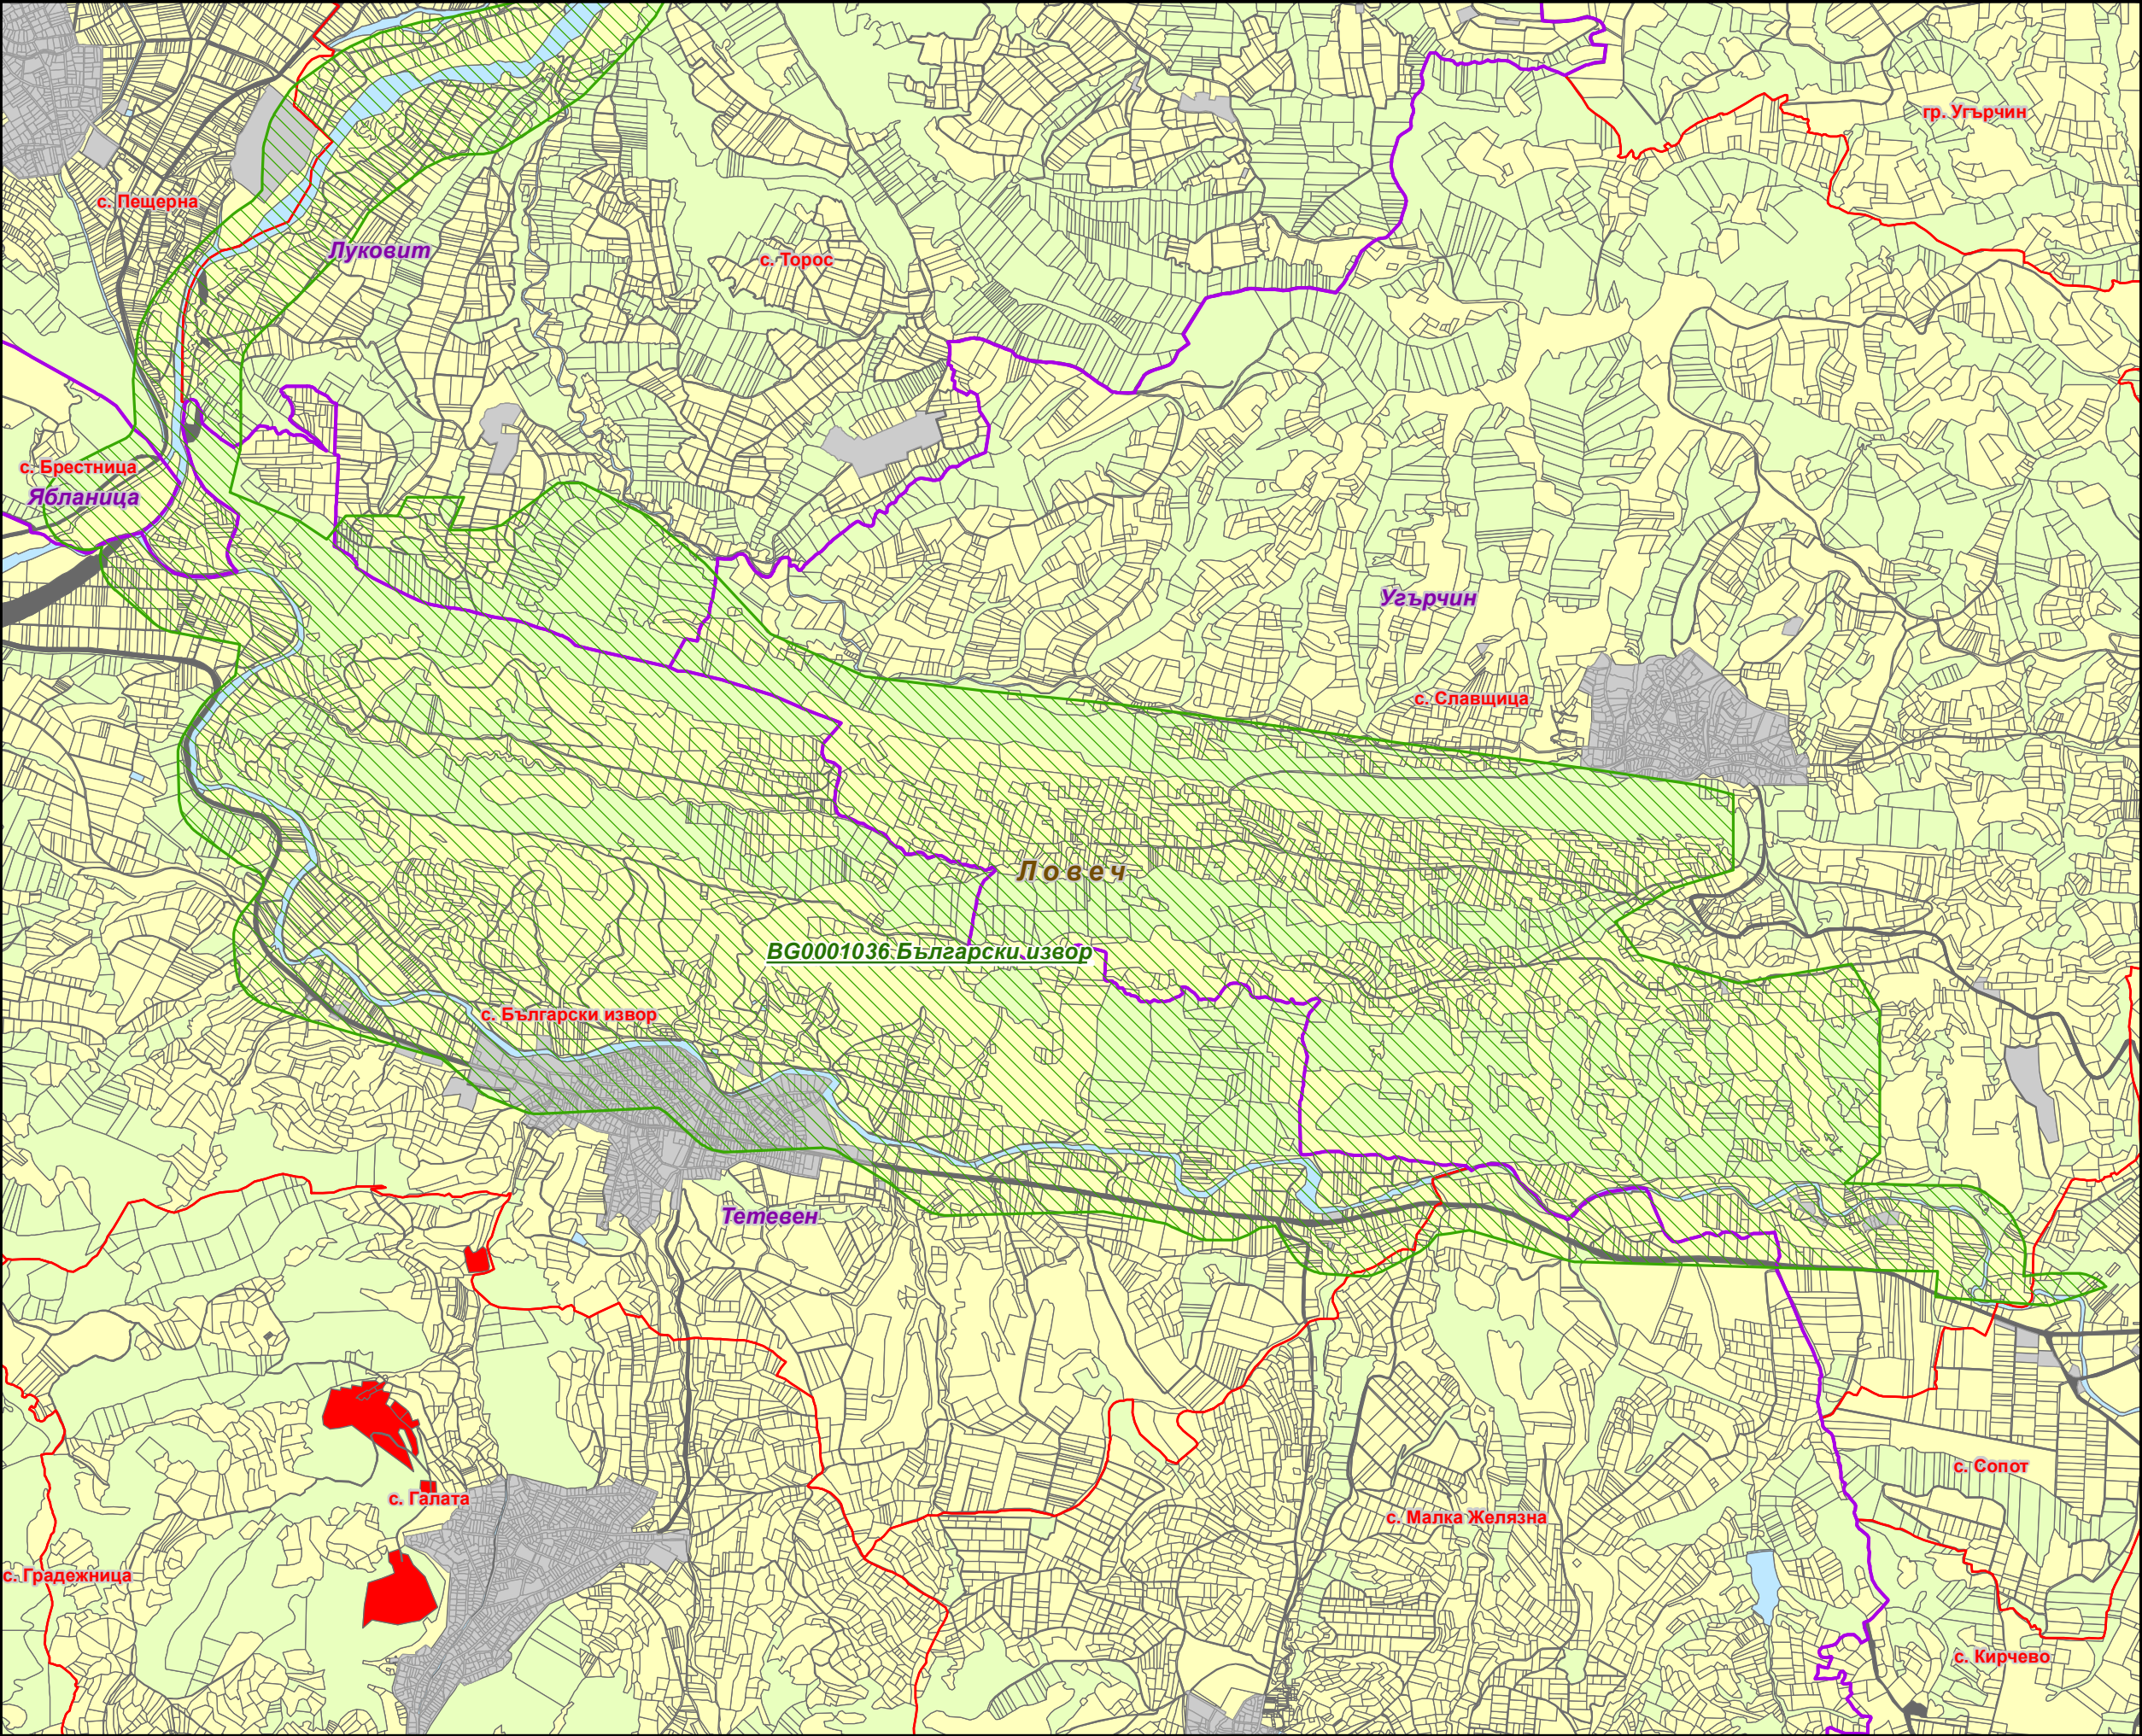 гр. Угърчин
с. Пещерна
Луковит
с. Торос
с. Брестница
Ябланица
Угърчин
с. Славщица
Ловеч
BG0001036 Български извор
с. Български извор
Тетевен
с. Сопот
с. Галата
с. Малка Желязна
с. Градежница
с. Кирчево